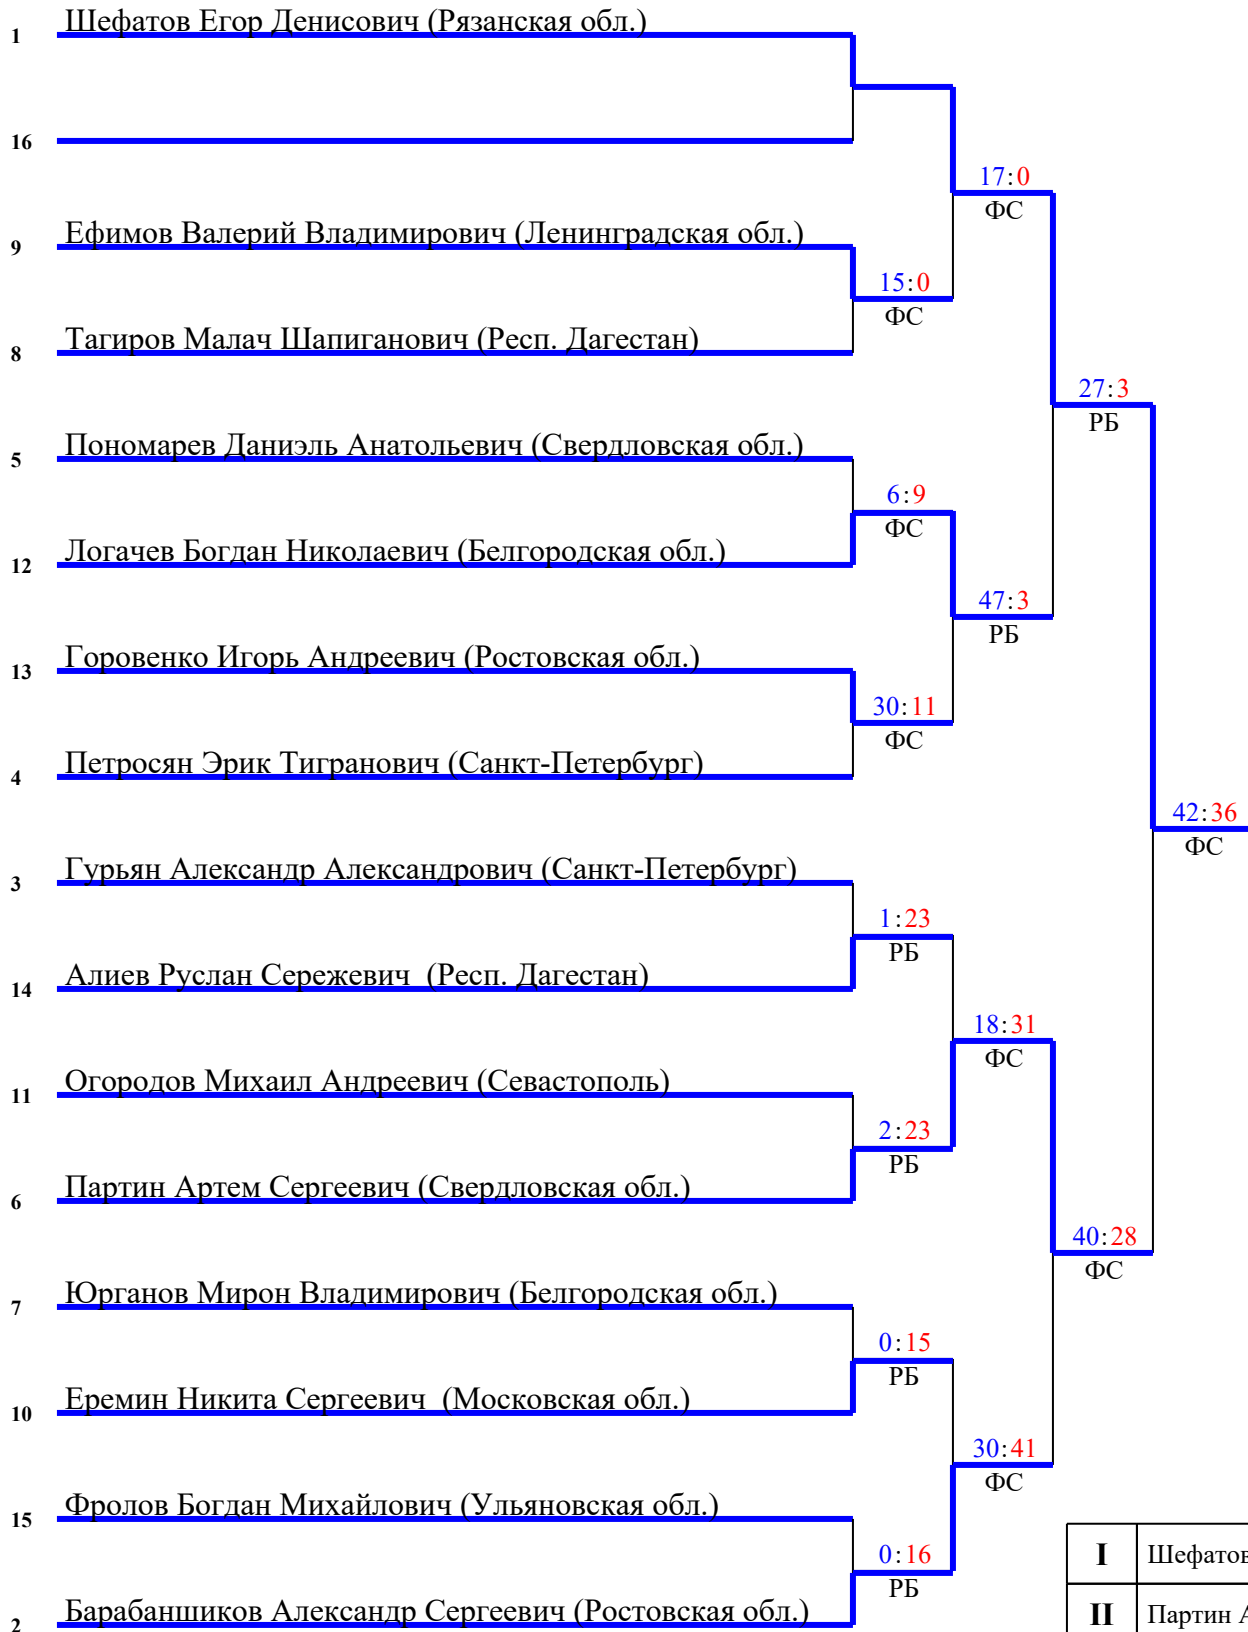 Шефатов Егор Денисович (Рязанская обл.)
1
16
17:0
ФС
Ефимов Валерий Владимирович (Ленинградская обл.)
9
15:0
ФС
Тагиров Малач Шапиганович (Респ. Дагестан)
8
27:3
РБ
Пономарев Даниэль Анатольевич (Свердловская обл.)
5
6:9
ФС
Логачев Богдан Николаевич (Белгородская обл.)
12
47:3
РБ
Горовенко Игорь Андреевич (Ростовская обл.)
13
30:11
ФС
Петросян Эрик Тигранович (Санкт-Петербург)
4
42:36
ФС
Гурьян Александр Александрович (Санкт-Петербург)
3
1:23
РБ
Алиев Руслан Сережевич (Респ. Дагестан)
14
18:31
ФС
Огородов Михаил Андреевич (Севастополь)
11
2:23
РБ
Партин Артем Сергеевич (Свердловская обл.)
6
40:28
ФС
Юрганов Мирон Владимирович (Белгородская обл.)
7
0:15
РБ
Еремин Никита Сергеевич (Московская обл.)
10
30:41
ФС
Фролов Богдан Михайлович (Ульяновская обл.)
15
0:16
РБ
I Шефатов
Барабанщиков Александр Сергеевич (Ростовская обл.)
2
II Партин А